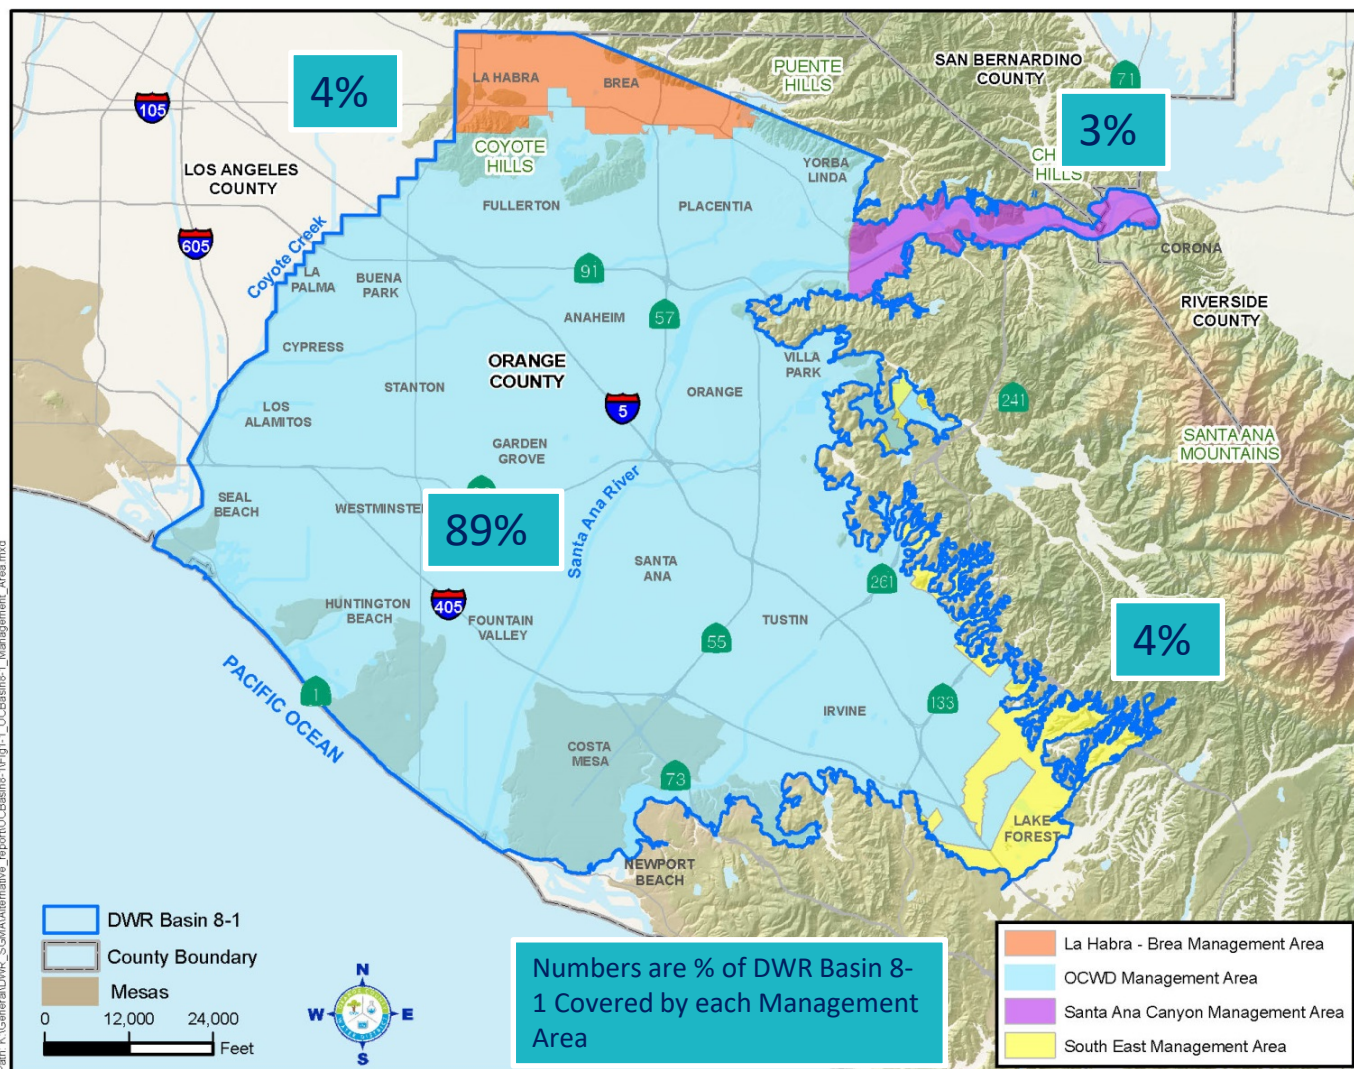 4%
LA HABRA
BREA
PUENTE
HILLS
SAN BERNARDINO
COUNTY
71
105
3%
COYOTE
HILLS
YORBA
LINDA
CH
HILLS
LOS ANGELES
COUNTY
FULLERTON
PLACENTIA
605
Coyote Creek
CORONA
LA
PALMA
BUENA
PARK
91
RIVERSIDE
COUNTY
ANAHEIM
57
CYPRESS
ORANGE
COUNTY
VILLA
PARK
STANTON
ORANGE
241
LOS
ALAMITOS
5
GARDEN
GROVE
SANTA ANA
MOUNTAINS
SEAL
BEACH
WESTMINSTER
89%
Santa Ana River
SANTA
ANA
261
HUNTINGTON
BEACH
405
FOUNTAIN
VALLEY
TUSTIN
55
4%
PACIFIC OCEAN
1
IRVINE
133
COSTA
MESA
73
LAKE
FOREST
NEWPORT
BEACH
DWR Basin 8-1
County Boundary
Mesas
0 12,000 24,000
Feet
N
W E
S
Numbers are % of DWR Basin 8-
1 Covered by each Management
Area
La Habra - Brea Management Area
OCWD Management Area
Santa Ana Canyon Management Area
South East Management Area